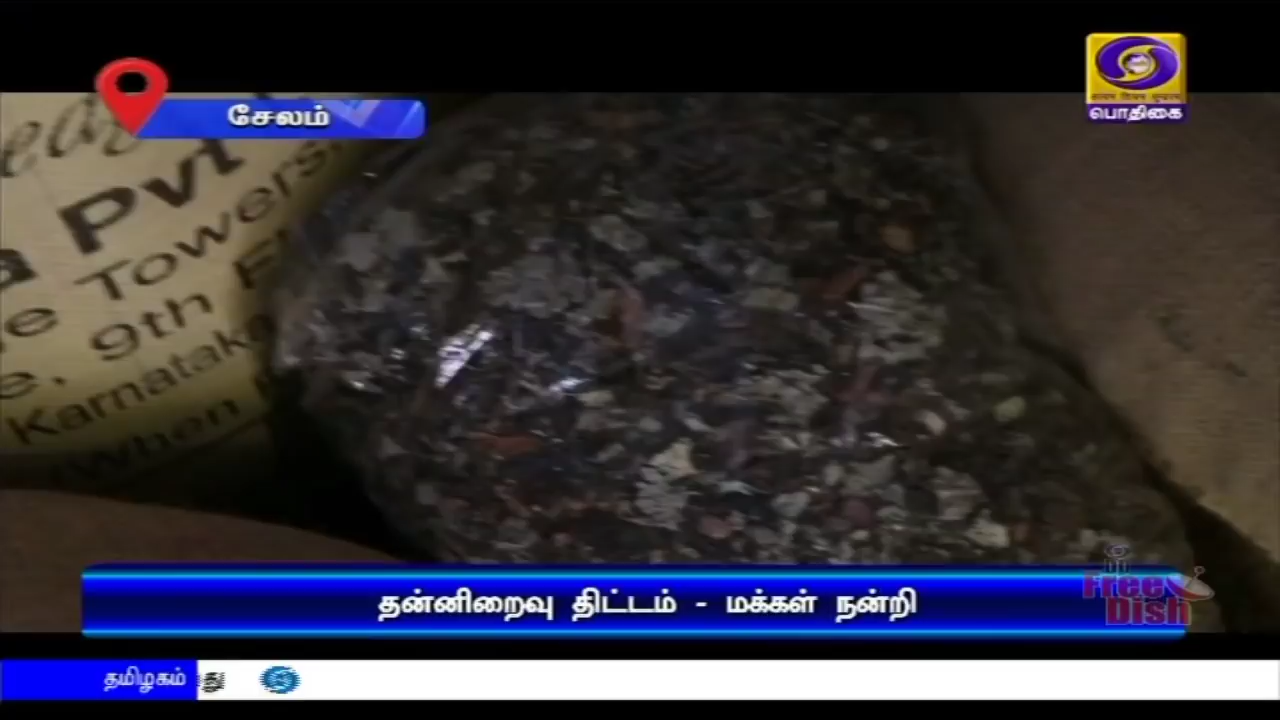 சேலம்
பொதிகை
Pvt
Towers,
9th
Karnataka
தன்னிறைவு திட்டம் - மக்கள் நன்றி
Free
Dish
தமிழகம்